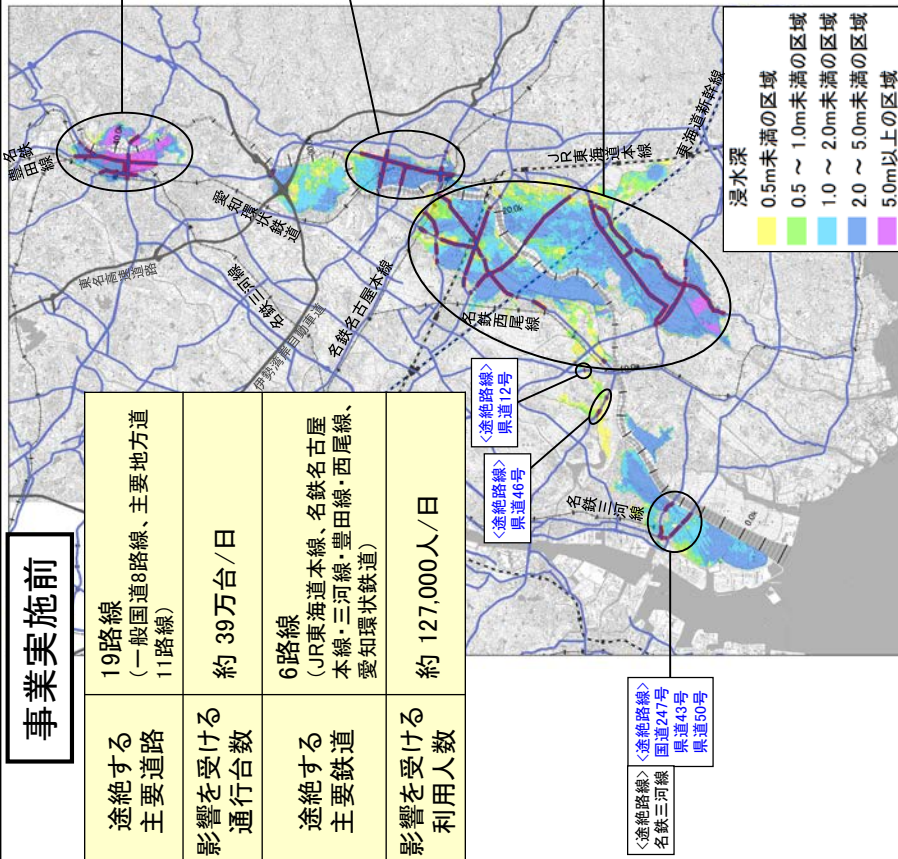 事業実施前
途絶する
主要道路
19路線
(一般国道8路線、主要地方道
11路線)
影響を受ける
通行台数
約 39万台/日
途絶する
主要鉄道
6路線
(JR東海道本線、名鉄名古屋
本線・三河線・豊田線・西尾線、
愛知環状鉄道)
影響を受ける
利用人数
約 127,000人/日
名鉄
豊田線
愛知環状
鉄道
東名高速道路
名鉄三河線
伊勢湾岸自動車道
名鉄名古屋本線
JR東海道本線
東海道新幹線
名鉄
西尾線
20.0k
<途絶路線>
県道12号
<途絶路線>
県道46号
名鉄
三河線
0.0k
<途絶路線>
名鉄三河線
<途絶路線>
国道247号
県道43号
県道50号
浸水深
0.5m未満の区域
0.5 ~ 1.0m未満の区域
1.0 ~ 2.0m未満の区域
2.0 ~ 5.0m未満の区域
5.0m以上の区域